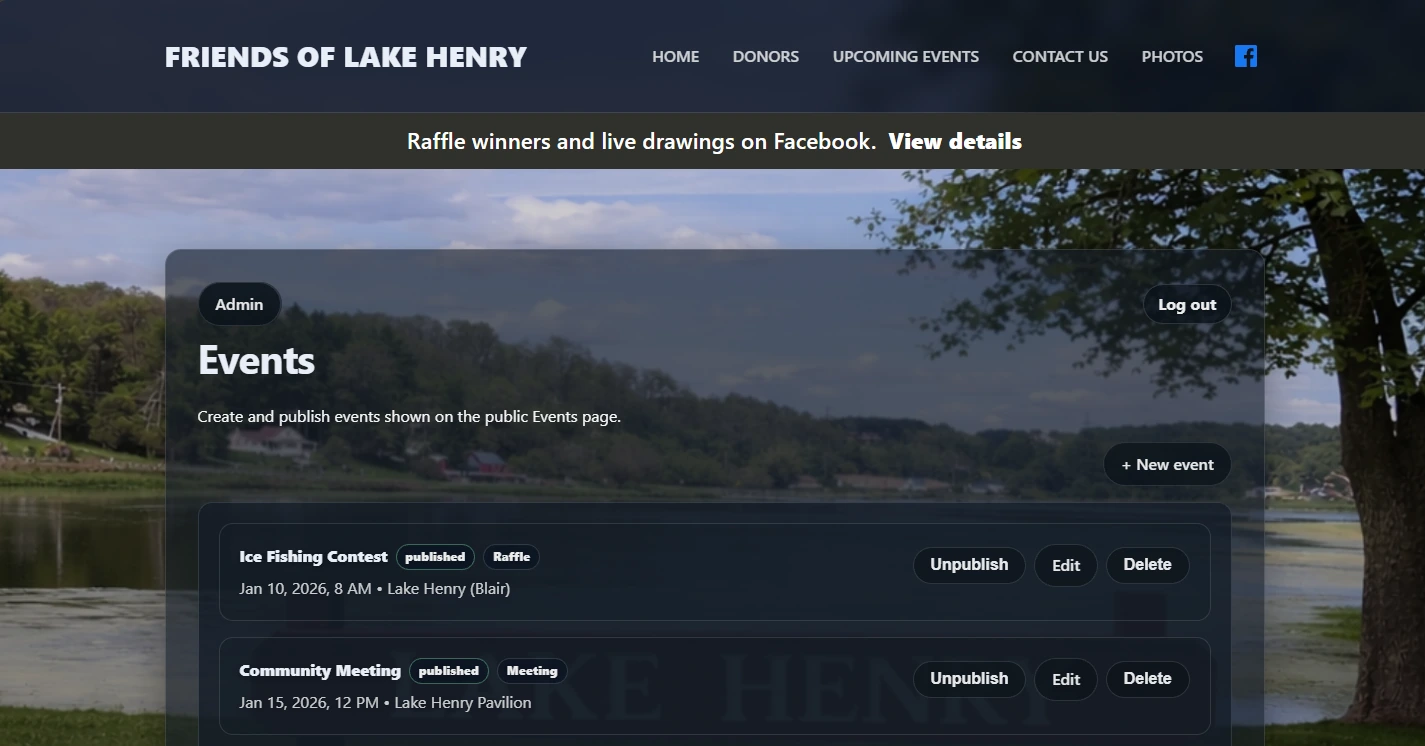 FRIENDS OF LAKE HENRY
HOME DONORS UPCOMING EVENTS CONTACT US PHOTOS
Raffle winners and live drawings on Facebook. View details
Admin Log out
Events
Create and publish events shown on the public Events page.
+ New event
Ice Fishing Contest published Raffle
Unpublish Edit Delete
Jan 10, 2026, 8 AM • Lake Henry (Blair)
Community Meeting published Meeting
Unpublish Edit Delete
Jan 15, 2026, 12 PM • Lake Henry Pavilion
LAKE HENRY